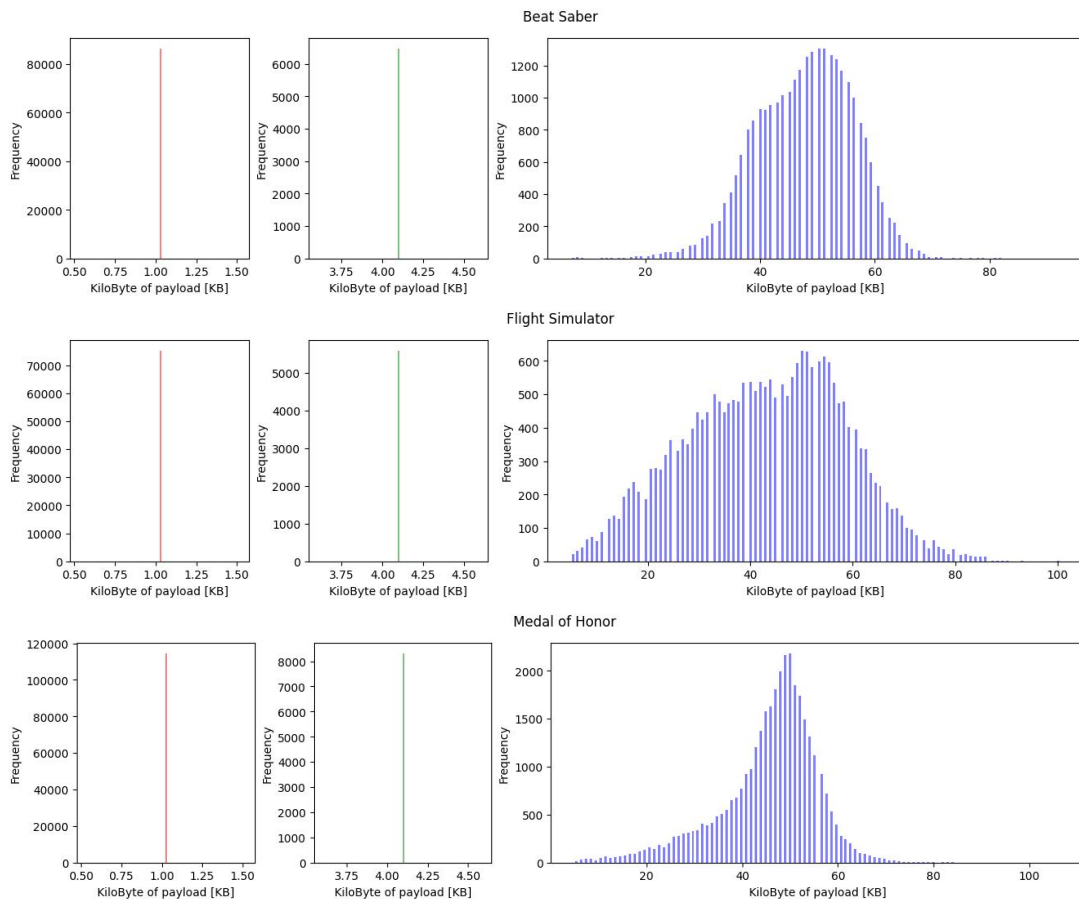 Beat Saber
80000
60000
40000
20000
0
Frequency
0.50 0.75 1.00 1.25 1.50
KiloByte of payload [KB]
6000
5000
4000
3000
2000
1000
0
Frequency
3.75 4.00 4.25 4.50
KiloByte of payload [KB]
1200
1000
800
600
400
200
0
Frequency
20 40 60 80
KiloByte of payload [KB]
Flight Simulator
70000
60000
50000
40000
30000
20000
10000
0
Frequency
0.50 0.75 1.00 1.25 1.50
KiloByte of payload [KB]
5000
4000
3000
2000
1000
0
Frequency
3.75 4.00 4.25 4.50
KiloByte of payload [KB]
600
500
400
300
200
100
0
Frequency
20 40 60 80 100
KiloByte of payload [KB]
Medal of Honor
120000
100000
80000
60000
40000
20000
0
Frequency
0.50 0.75 1.00 1.25 1.50
KiloByte of payload [KB]
8000
7000
6000
5000
4000
3000
2000
1000
0
Frequency
3.75 4.00 4.25 4.50
KiloByte of payload [KB]
2000
1500
1000
500
0
Frequency
20 40 60 80 100
KiloByte of payload [KB]